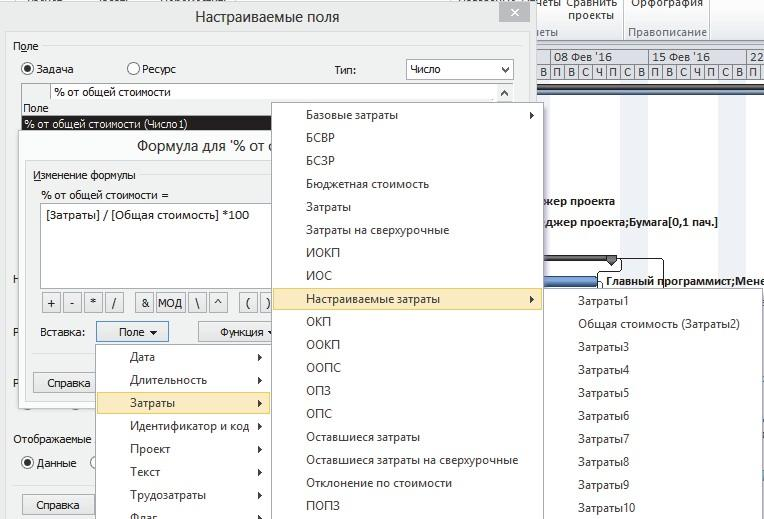 Настраиваемые поля
Поле
Задача
Ресурс
Тип:
Число
% от общей стоимости
Поле
% от общей стоимости (Число1)
Формула для '% от о
Изменение формулы
% от общей стоимости =
[Затраты] / [Общая стоимость] *100
+ - * / & МОД \ ^ ( )
Вставка:
Поле
Функция
Справка
Отображаемые
Данные
Справка
Дата
Длительность
Затраты
Идентификатор и код
Проект
Текст
Трудозатраты
Флаг
Базовые затраты
БСВР
БСЗР
Бюджетная стоимость
Затраты
Затраты на сверхурочные
ИОКП
ИОС
Настраиваемые затраты
ОКП
ООКП
ООПС
ОПЗ
ОПС
Оставшиеся затраты
Оставшиеся затраты на сверхурочные
Отклонение по стоимости
ПОПЗ
Затраты1
Общая стоимость (Затраты2)
Затраты3
Затраты4
Затраты5
Затраты6
Затраты7
Затраты8
Затраты9
Затраты10
Сравнить
проекты
Орфография
Правописание
08 Фев '16
15 Фев '16
22
В П В С Ч П С В П В С Ч П С В П В
жер проекта
еджер проекта;Бумага[0,1 пач.]
Главный программист;Мене